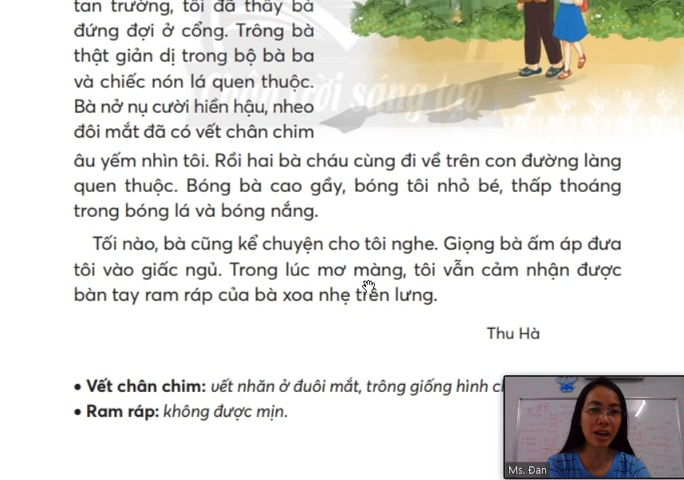 tan trường, tôi đã thấy bà
đứng đợi ở cổng. Trông bà
thật giản dị trong bộ bà ba
và chiếc nón lá quen thuộc.
Bà nở nụ cười hiền hậu, nheo
đôi mắt đã có vết chân chim
âu yếm nhìn tôi. Rồi hai bà cháu cùng đi về trên con đường làng
quen thuộc. Bóng bà cao gầy, bóng tôi nhỏ bé, thấp thoáng
trong bóng lá và bóng nắng.
Tối nào, bà cũng kể chuyện cho tôi nghe. Giọng bà ấm áp đưa
tôi vào giấc ngủ. Trong lúc mơ màng, tôi vẫn cảm nhận được
bàn tay ram ráp của bà xoa nhẹ trên lưng.
Thu Hà
• Vết chân chim: vết nhăn ở đuôi mắt, trông giống hình
• Ram ráp: không được mịn.
Chân trời sáng tạo
Ms. Đan